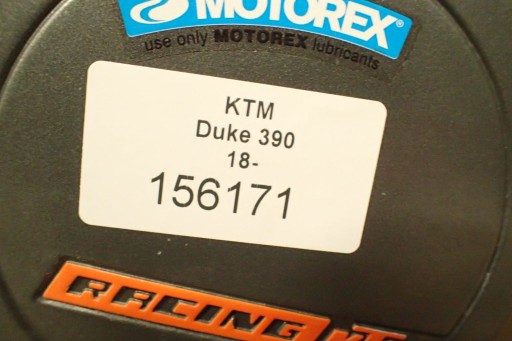 MOTOREX®
use only MOTOREX lubricants
KTM
Duke 390
18-
156171
RACING